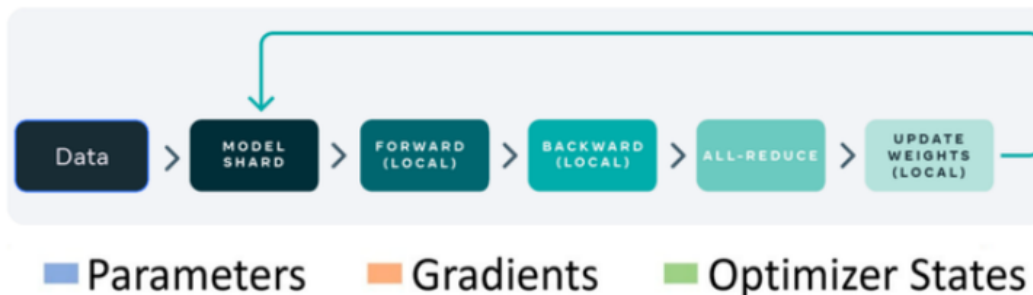 Data
MODEL
SHARD
FORWARD
(LOCAL)
BACKWARD
(LOCAL)
ALL-REDUCE
UPDATE
WEIGHTS
(LOCAL)
Parameters
Gradients
Optimizer States